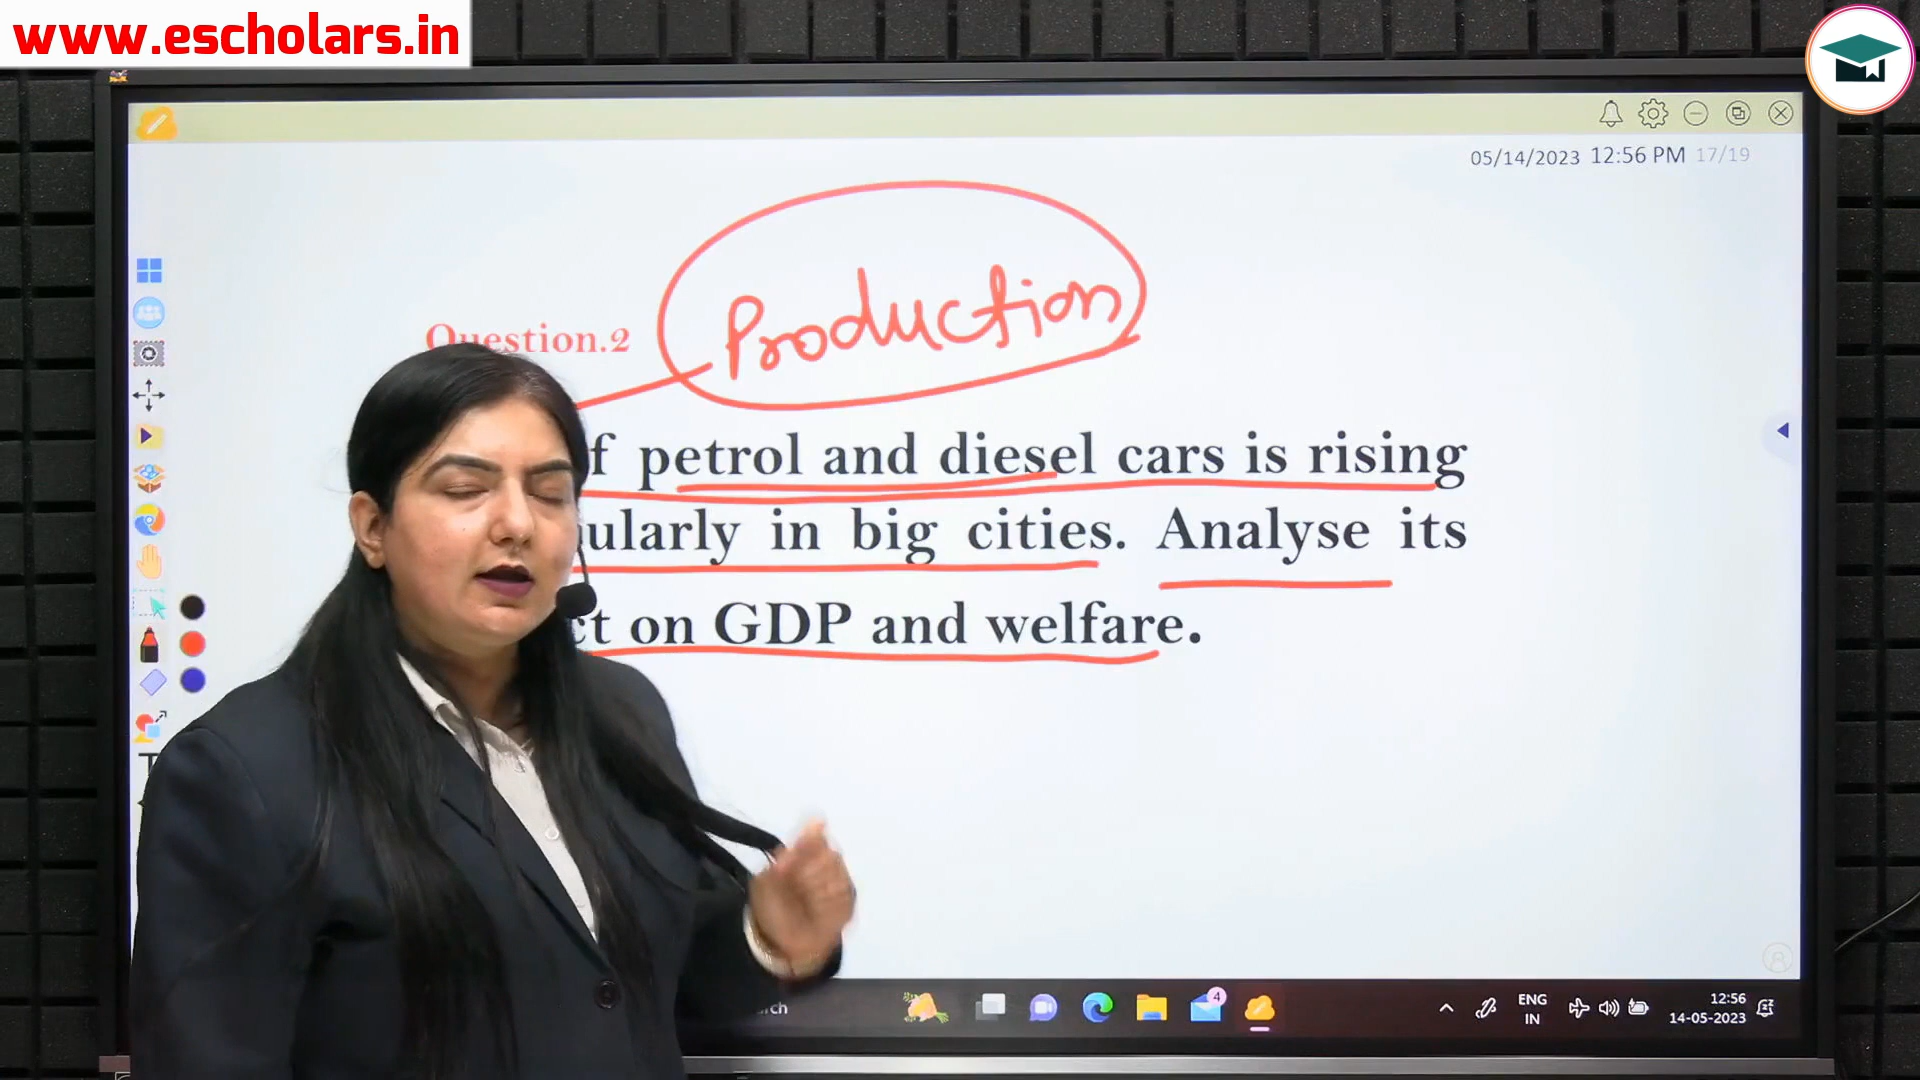 www.escholars.in
05/14/2023 12:56 PM 17/19
Production
Question.2
petrol and diesel cars is rising
in big cities. Analyse its
on GDP and welfare.
4
ENG
IN
12:56
14-05-2023